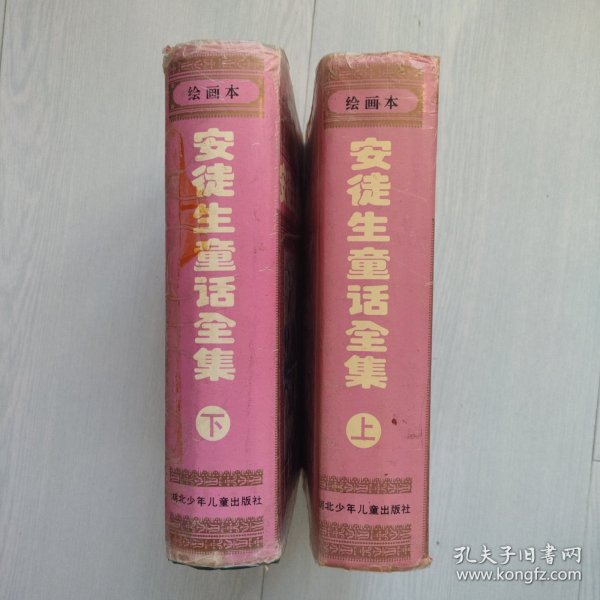 绘画本
安徒生童话全集
下
湖北少年儿童出版社
绘画本
安徒生童话全集
上
湖北少年儿童出版社
孔夫子旧书网
www.kongfz.com